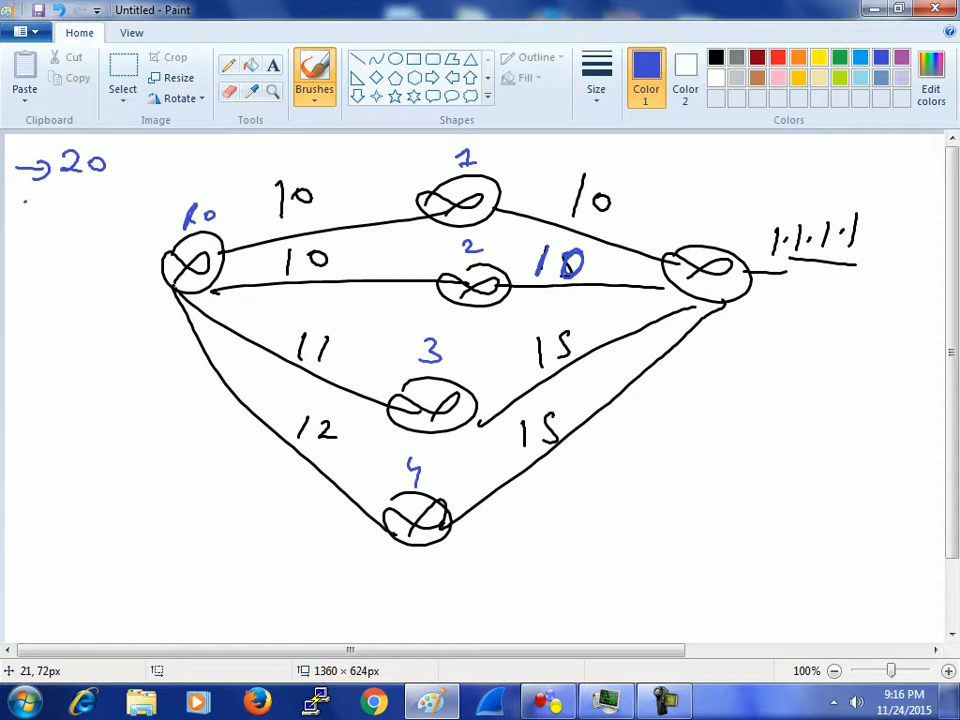 Untitled - Paint
Home
View
Paste
Cut
Copy
Clipboard
Select
Crop
Resize
Rotate
Image
A
Tools
Brushes
Outline
Fill
Shapes
Size
Color
1
Color
2
Edit
colors
Colors
→20
1
10
10
R0
10
2
10
1.1.1.1
11
3
15
12
15
4
21, 72px
1360 × 624px
100%
9:16 PM
11/24/2015